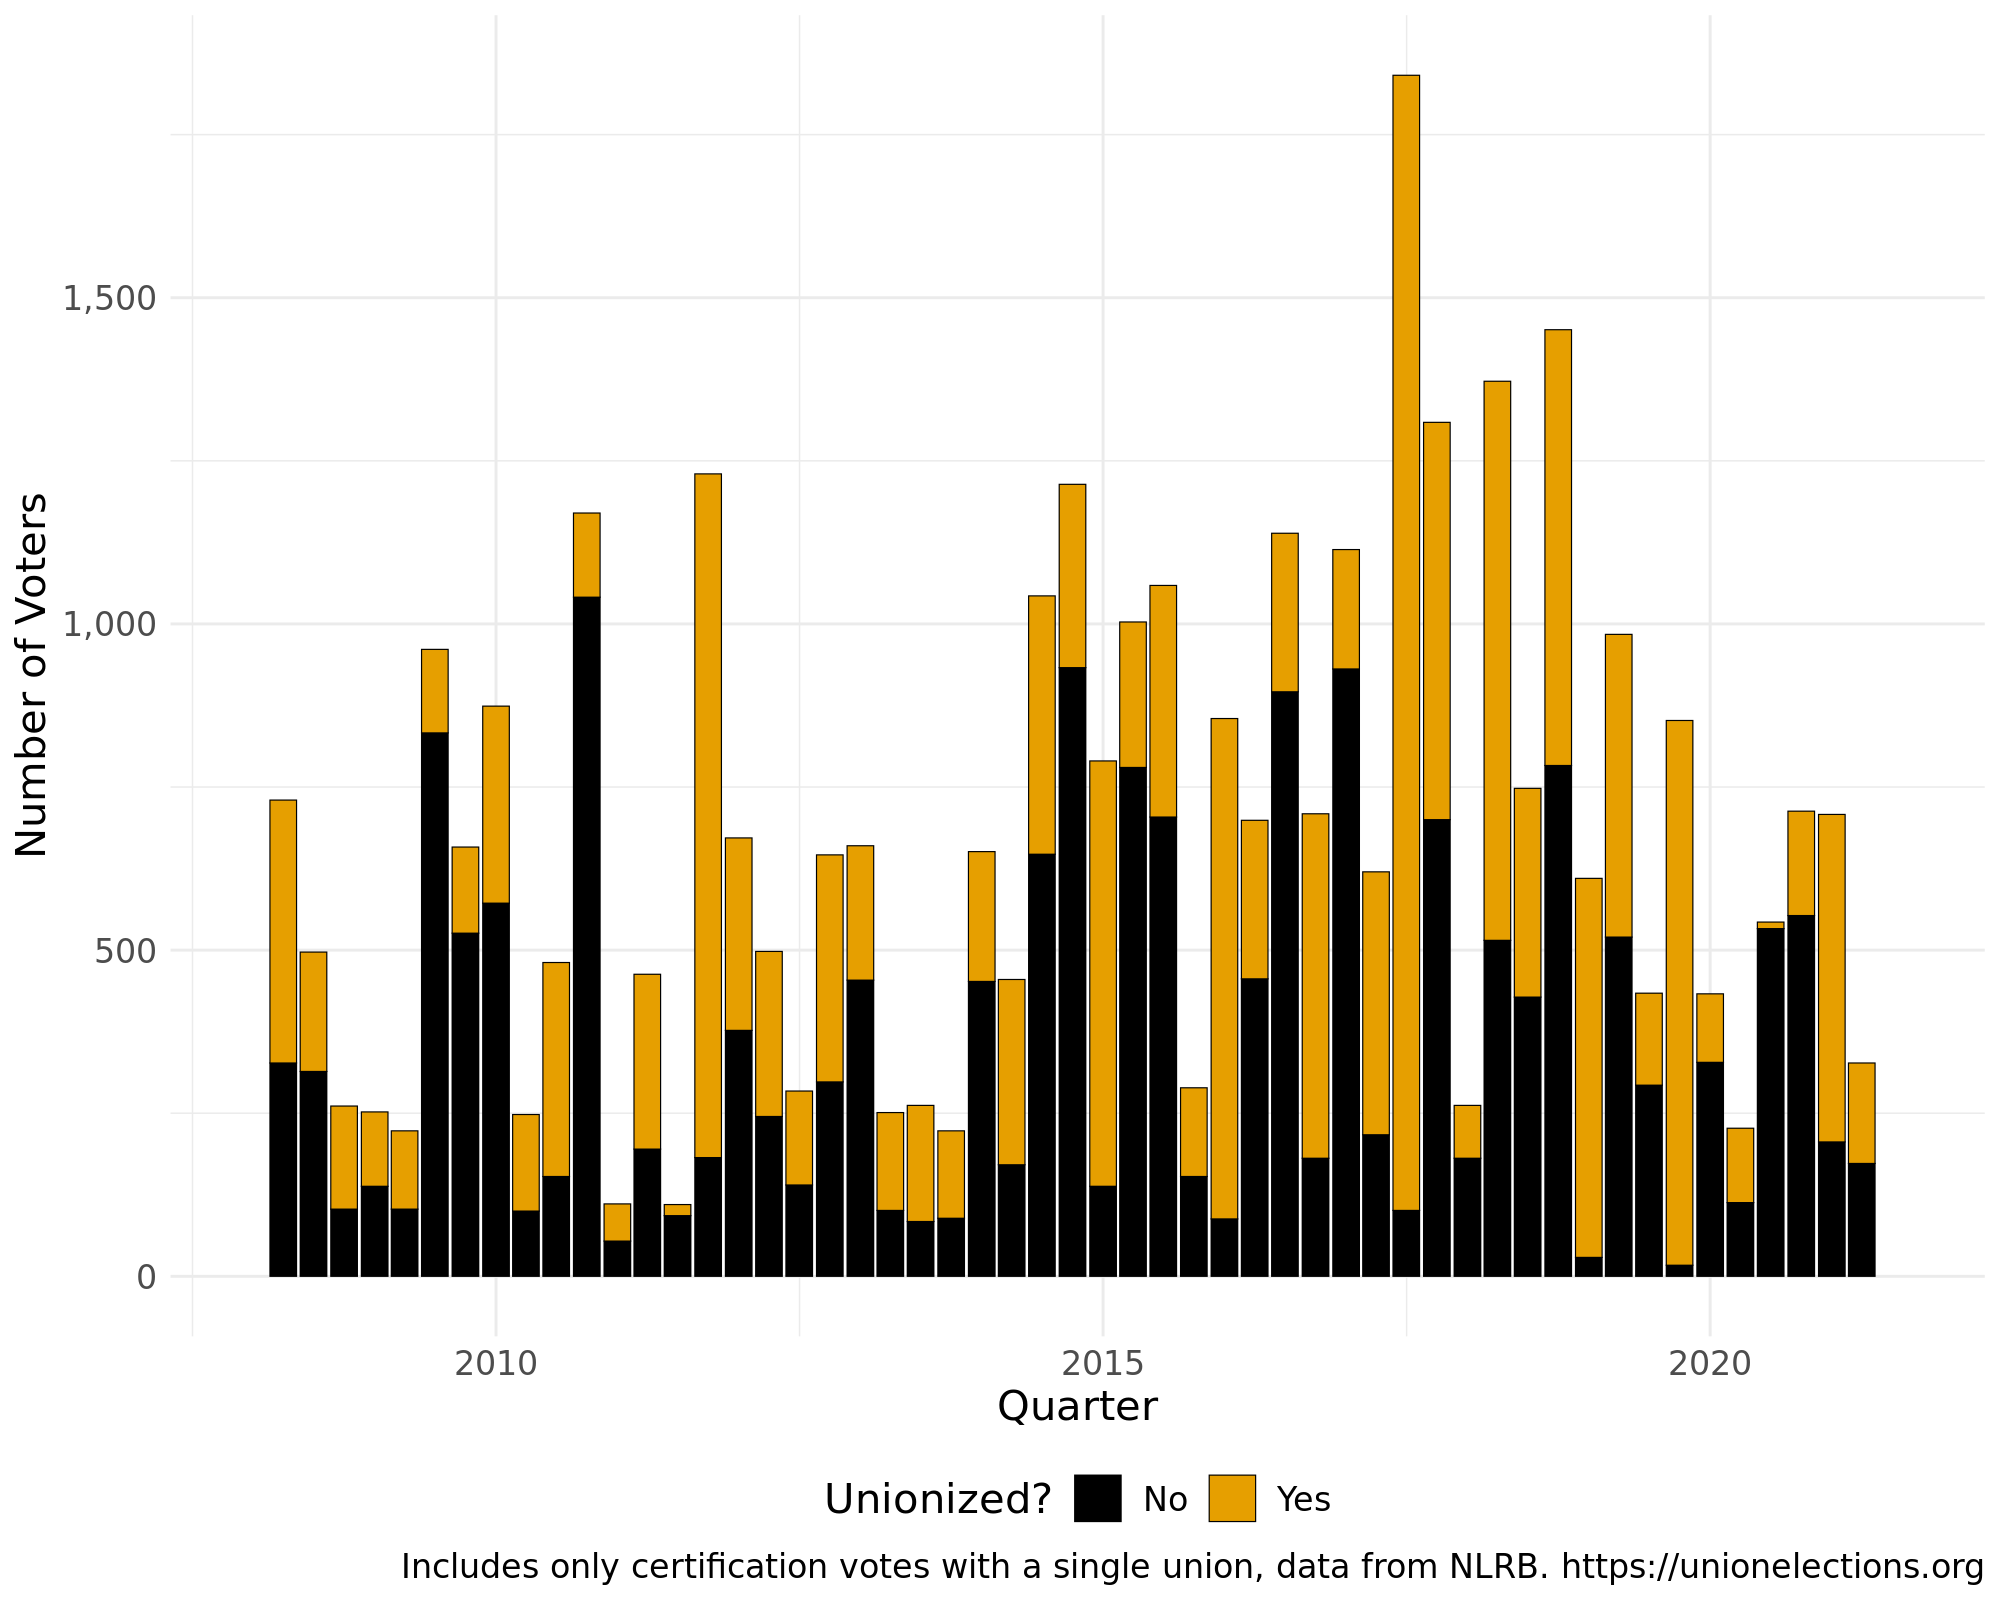 Number of Voters
1,500
1,000
500
0
2010
2015
2020
Quarter
Unionized?
No
Yes
Includes only certification votes with a single union, data from NLRB. https://unionelections.org